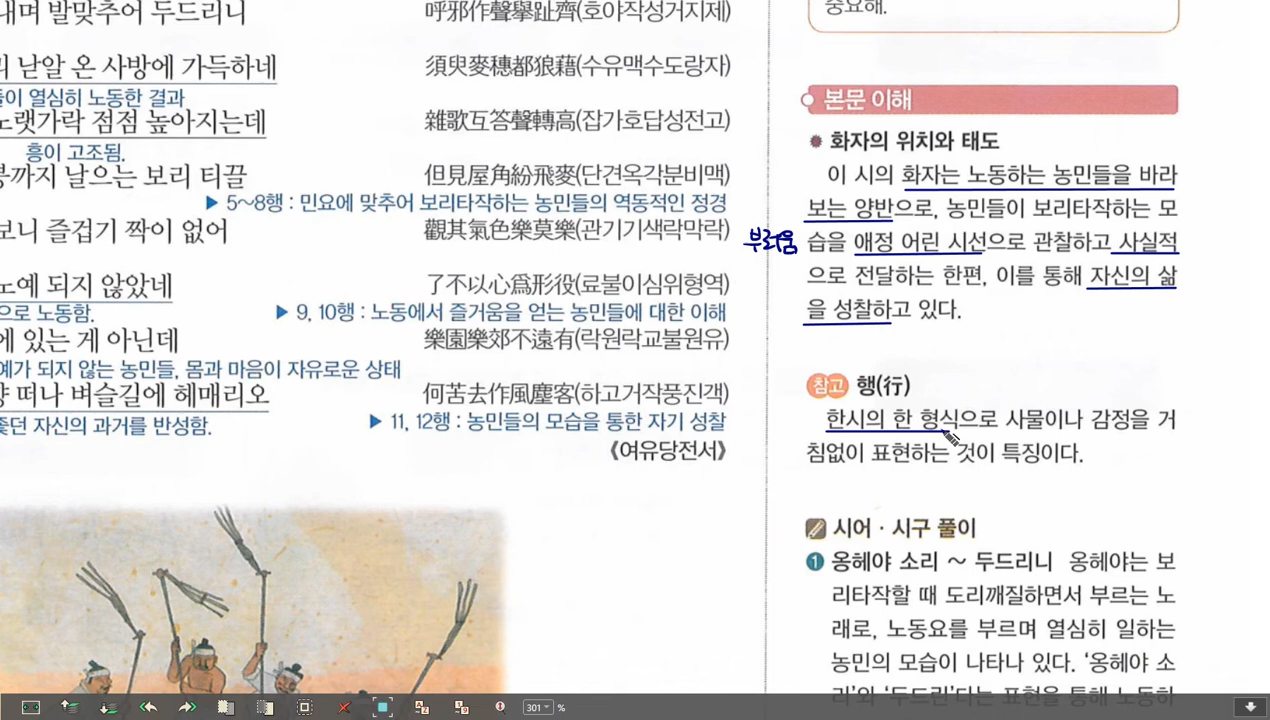 내며 발맞추어 두드리니
呼邪作聲擧趾齊(호야작성거지제)
낟알 온 사방에 가득하네
須臾麥穗都狼藉(수유맥수도랑자)
이 열심히 노동한 결과
노랫가락 점점 높아지는데
雜歌互答聲轉高(잡가호답성전고)
흥이 고조됨.
까지 날으는 보리 티끌
但見屋角紛飛麥(단견옥각분비맥)
▶ 5~8행 : 민요에 맞추어 보리타작하는 농민들의 역동적인 정경
보니 즐겁기 짝이 없어
觀其氣色樂莫樂(관기기색락막락)
노예 되지 않았네
了不以心爲形役(료불이심위형역)
으로 노동함.
▶ 9, 10행 : 노동에서 즐거움을 얻는 농민들에 대한 이해
에 있는 게 아닌데
樂園樂郊不遠有(락원락교불원유)
예가 되지 않는 농민들, 몸과 마음이 자유로운 상태
떠나 벼슬길에 헤매리오
何苦去作風塵客(하고거작풍진객)
좇던 자신의 과거를 반성함.
▶ 11, 12행 : 농민들의 모습을 통한 자기 성찰
《여유당전서》
중요해.
본문 이해
화자의 위치와 태도
이 시의 화자는 노동하는 농민들을 바라
보는 양반으로, 농민들이 보리타작하는 모
부러움
습을 애정 어린 시선으로 관찰하고 사실적
으로 전달하는 한편, 이를 통해 자신의 삶
을 성찰하고 있다.
참고 행(行)
한시의 한 형식으로 사물이나 감정을 거
침없이 표현하는 것이 특징이다.
시어 · 시구 풀이
1 옹헤야 소리 ~ 두드리니 옹헤야는 보
리타작할 때 도리깨질하면서 부르는 노
래로, 노동요를 부르며 열심히 일하는
농민의 모습이 나타나 있다. ‘옹헤야 소
리’와 ‘두드린’다는 표현을 통해 노동하
301 %